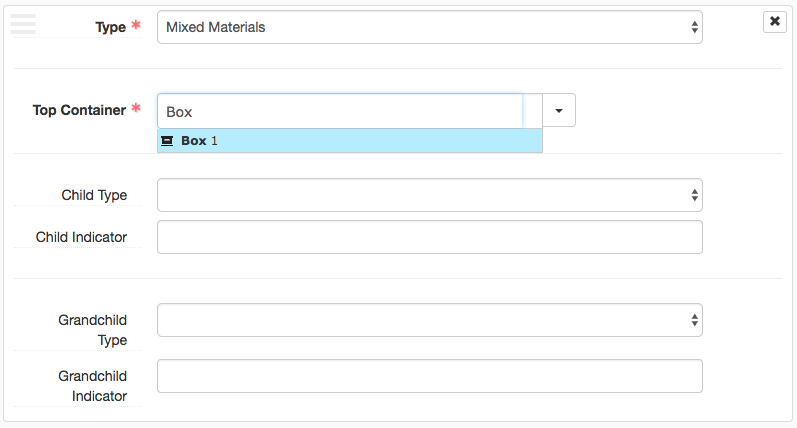 Type * Mixed Materials
✖
Top Container * Box
Box 1
Child Type
Child Indicator
Grandchild
Type
Grandchild
Indicator